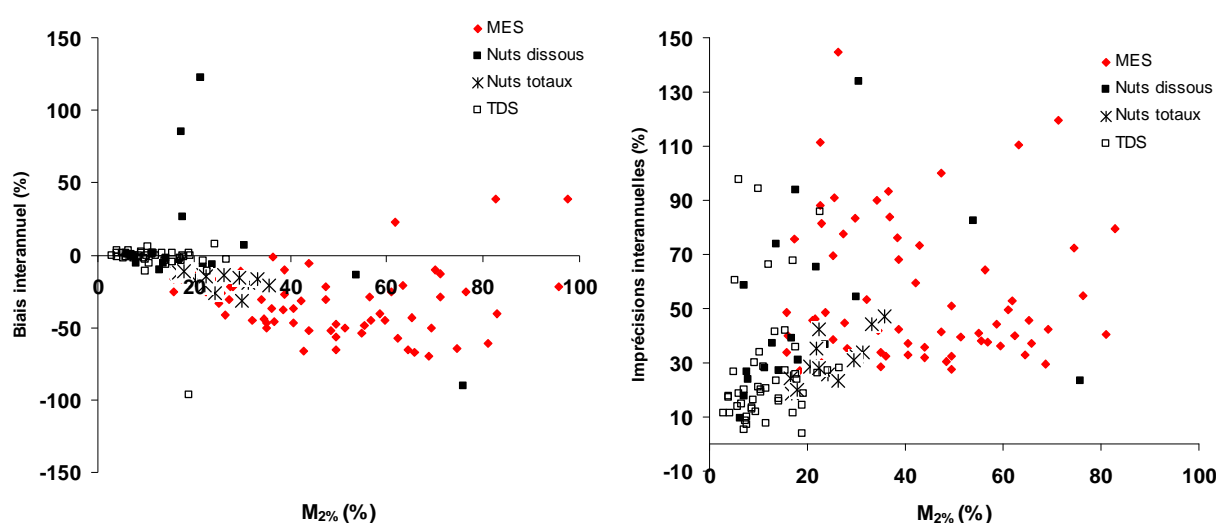 150
100
50
0
-50
-100
-150
0
20
40
60
80
100
Biais interannuel (%)
M2% (%)
MES
Nuts dissous
Nuts totaux
TDS
150
130
110
90
70
50
30
10
-10
0
20
40
60
80
100
Imprécisions interannuelles (%)
M2% (%)
MES
Nuts dissous
Nuts totaux
TDS